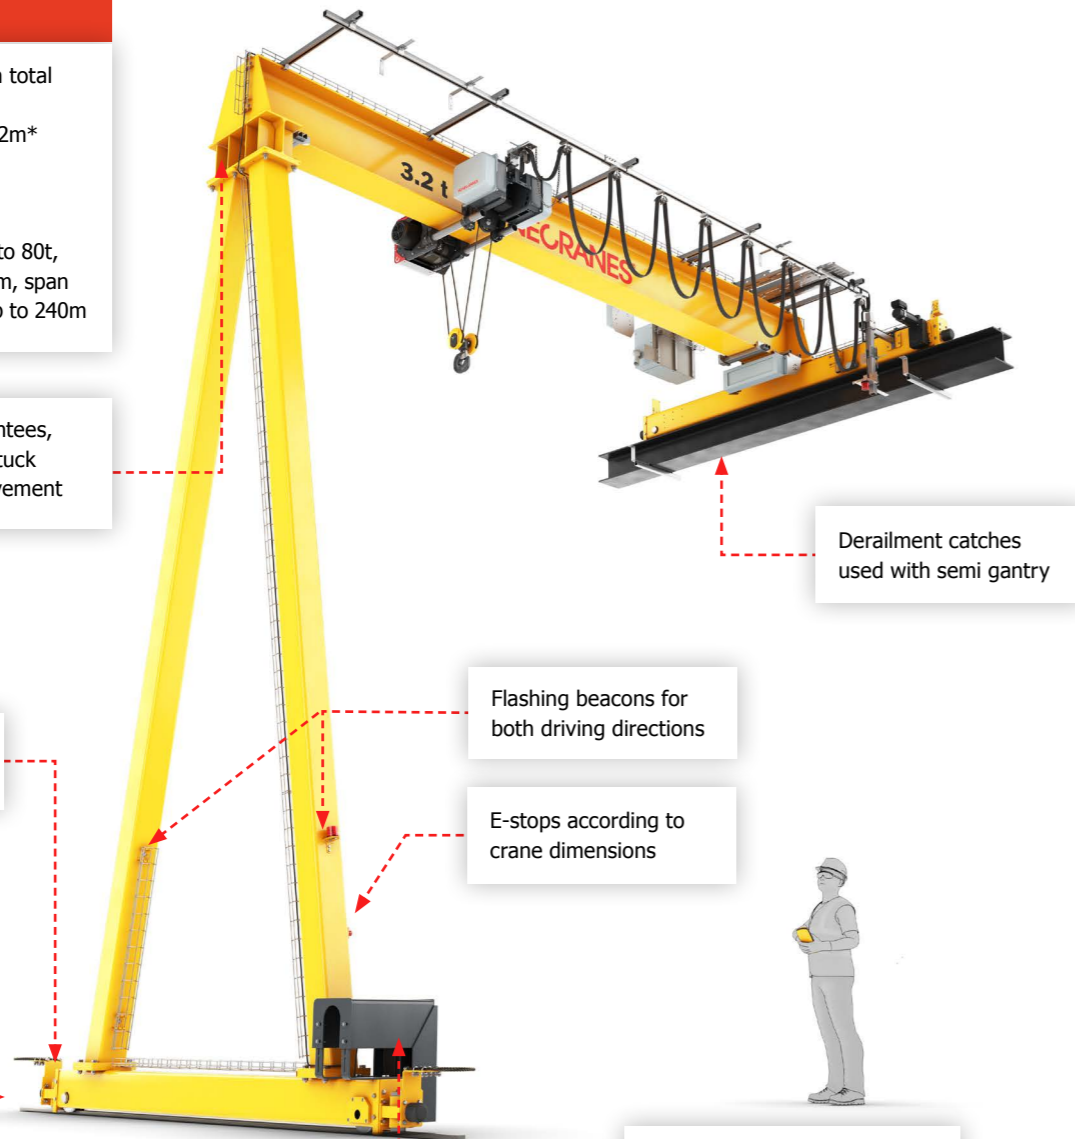 total
2m*
to 80t,
m, span
to 240m
ntees,
tuck
vement
3.2 t
NECRANES
Derailment catches
used with semi gantry
Flashing beacons for
both driving directions
E-stops according to
crane dimensions